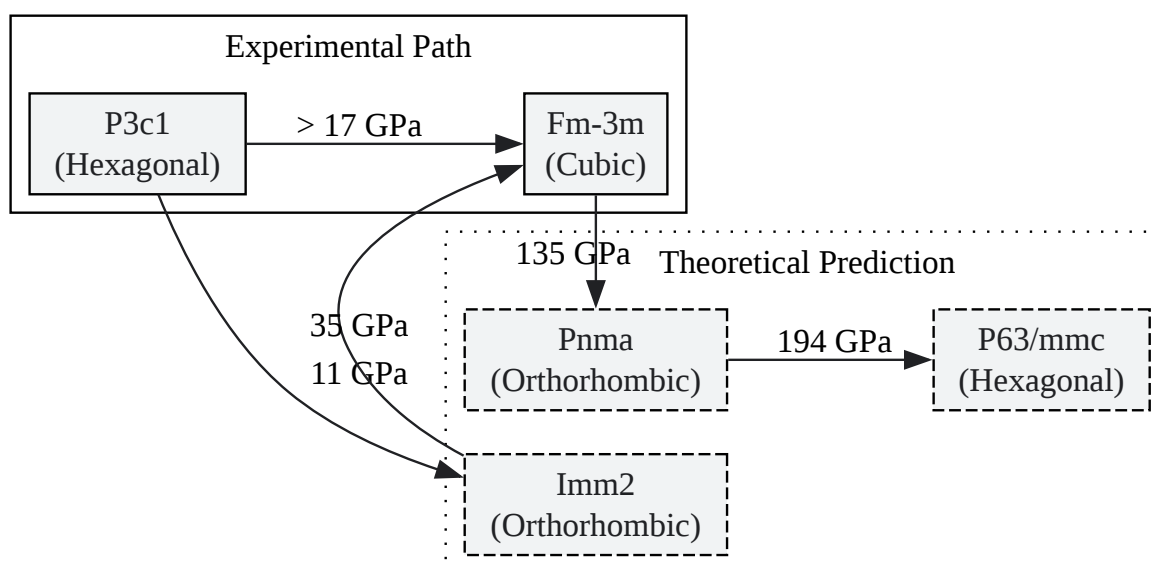 Experimental Path
P3c1
(Hexagonal)
> 17 GPa
Fm-3m
(Cubic)
135 GPa
Theoretical Prediction
35 GPa
11 GPa
Pnma
(Orthorhombic)
194 GPa
P63/mmc
(Hexagonal)
Imm2
(Orthorhombic)